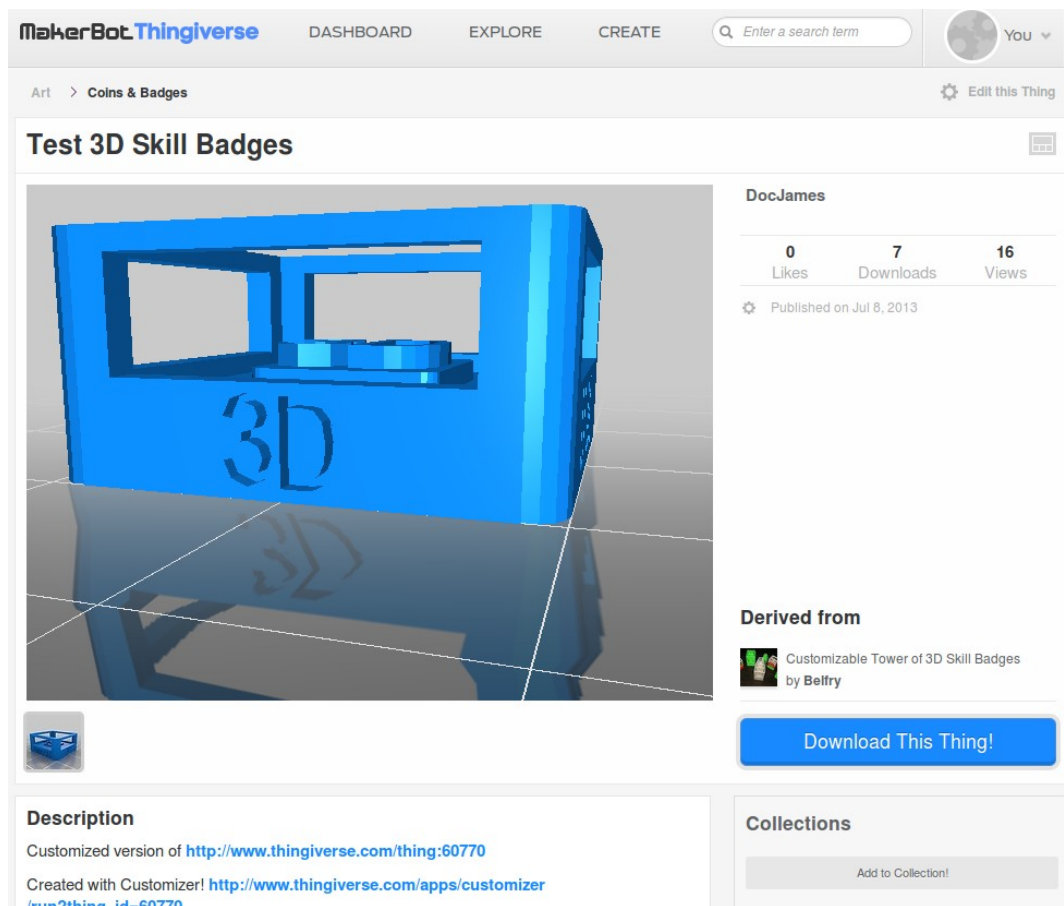 MakerBot Thingiverse DASHBOARD EXPLORE CREATE Enter a search term You
Art > Coins & Badges Edit this Thing
Test 3D Skill Badges
3D
DocJames
0 7 16
Likes Downloads Views
Published on Jul 8, 2013
Derived from
Customizable Tower of 3D Skill Badges
by Belfry
Download This Thing!
Description
Customized version of http://www.thingiverse.com/thing:60770
Created with Customizer! http://www.thingiverse.com/apps/customizer
/run?thing_id=60770
Collections
Add to Collection!